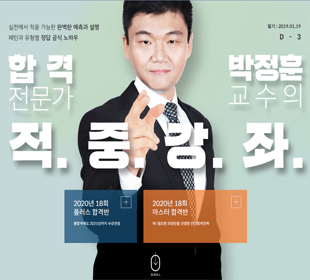 실전에서 적용 가능한 완벽한 예측과 설명
패턴과 유형별 정답 공식 노하우
필기 : 2019.01.19
D - 3
합격
전문가
박정훈
교수의
적. 중. 강. 좌.
2020년 18회
플러스 합격반
2020년 18회
마스터 합격반
SCROLL